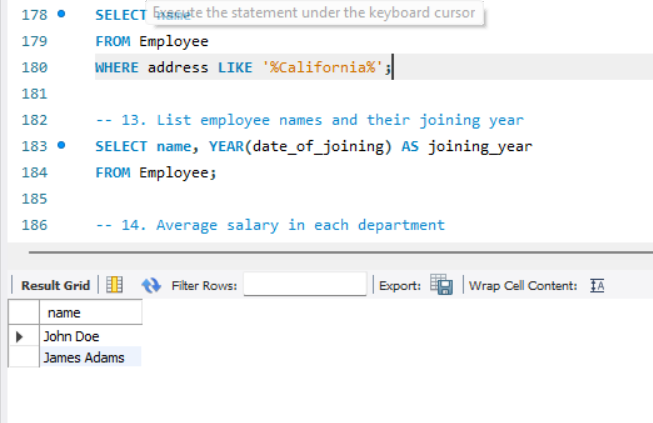 178 SELECT name
Execute the statement under the keyboard cursor
179 FROM Employee
180 WHERE address LIKE '%California%';
181
182 -- 13. List employee names and their joining year
183 SELECT name, YEAR(date_of_joining) AS joining_year
184 FROM Employee;
185
186 -- 14. Average salary in each department
Result Grid Filter Rows: Export: Wrap Cell Content: IA
name
John Doe
James Adams